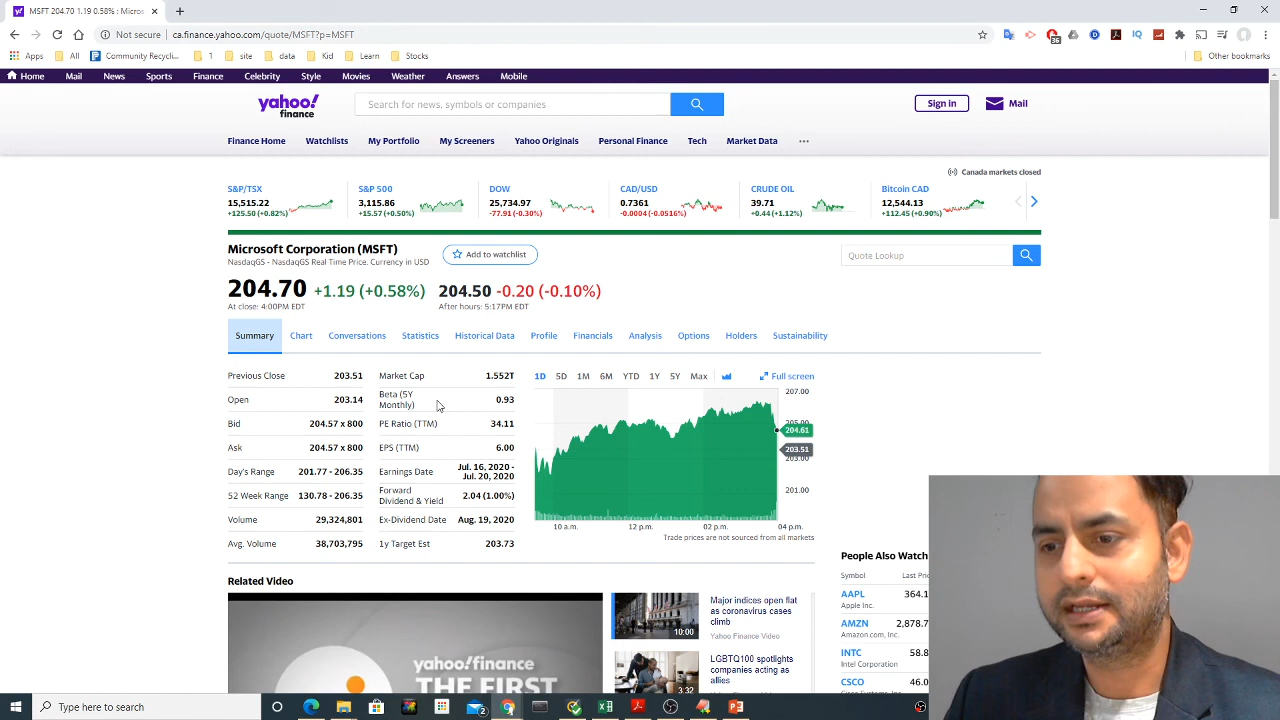 MSFT 204.70 1.19 0.58% : Micros
Not secure
ca.finance.yahoo.com/quote/MSFT?p=MSFT
36
IQ
Apps
All
Community Recycli...
1
site
data
Kid
Learn
Stocks
Other bookmarks
Home
Mail
News
Sports
Finance
Celebrity
Style
Movies
Weather
Answers
Mobile
yahoo!
finance
Search for news, symbols or companies
Sign in
Mail
Finance Home
Watchlists
My Portfolio
My Screeners
Yahoo Originals
Personal Finance
Tech
Market Data
Canada markets closed
S&P/TSX
15,515.22
+125.50 (+0.82%)
S&P 500
3,115.86
+15.57 (+0.50%)
DOW
25,734.97
-77.91 (-0.30%)
CAD/USD
0.7361
-0.0004 (-0.0516%)
CRUDE OIL
39.71
+0.44 (+1.12%)
Bitcoin CAD
12,544.13
+112.45 (+0.90%)
Microsoft Corporation (MSFT)
NasdaqGS - NasdaqGS Real Time Price. Currency in USD
Add to watchlist
Quote Lookup
204.70 +1.19 (+0.58%)
At close: 4:00PM EDT
204.50 -0.20 (-0.10%)
After hours: 5:17PM EDT
Summary
Chart
Conversations
Statistics
Historical Data
Profile
Financials
Analysis
Options
Holders
Sustainability
Previous Close 203.51
Open 203.14
Bid 204.57 x 800
Ask 204.57 x 800
Day's Range 201.77 - 206.35
52 Week Range 130.78 - 206.35
Volume 29,324,801
Avg. Volume 38,703,795
Market Cap 1.552T
Beta (5Y
Monthly) 0.93
PE Ratio (TTM) 34.11
EPS (TTM) 6.00
Earnings Date Jul. 16, 2020 -
Jul. 20, 2020
Forward
Dividend & Yield 2.04 (1.00%)
Ex-Dividend Date Aug. 19, 2020
1y Target Est 203.73
1D 5D 1M 6M YTD 1Y 5Y Max
Full screen
207.00
205.00
204.61
203.51
203.00
201.00
10 a.m.
12 p.m.
02 p.m.
04 p.m.
Trade prices are not sourced from all markets
Related Video
yahoo!finance
THE FIRST
10:00
Major indices open flat
as coronavirus cases
climb
Yahoo Finance Video
3:32
LGBTQ100 spotlights
companies acting as
allies
People Also Watch
Symbol
Last Pri
AAPL 364.1
Apple Inc.
AMZN 2,878.7
Amazon.com, Inc.
INTC 58.8
Intel Corporation
CSCO 46.0
Type here to search
2